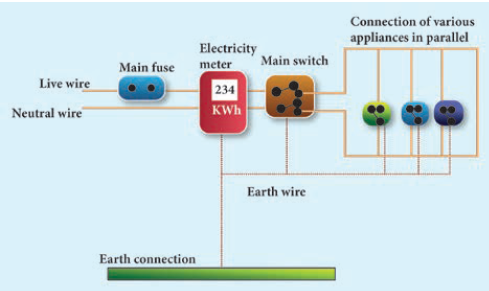 Connection of various
appliances in parallel
Electricity
meter
Main switch
Main fuse
Live wire
234
KWh
Neutral wire
Earth wire
Earth connection